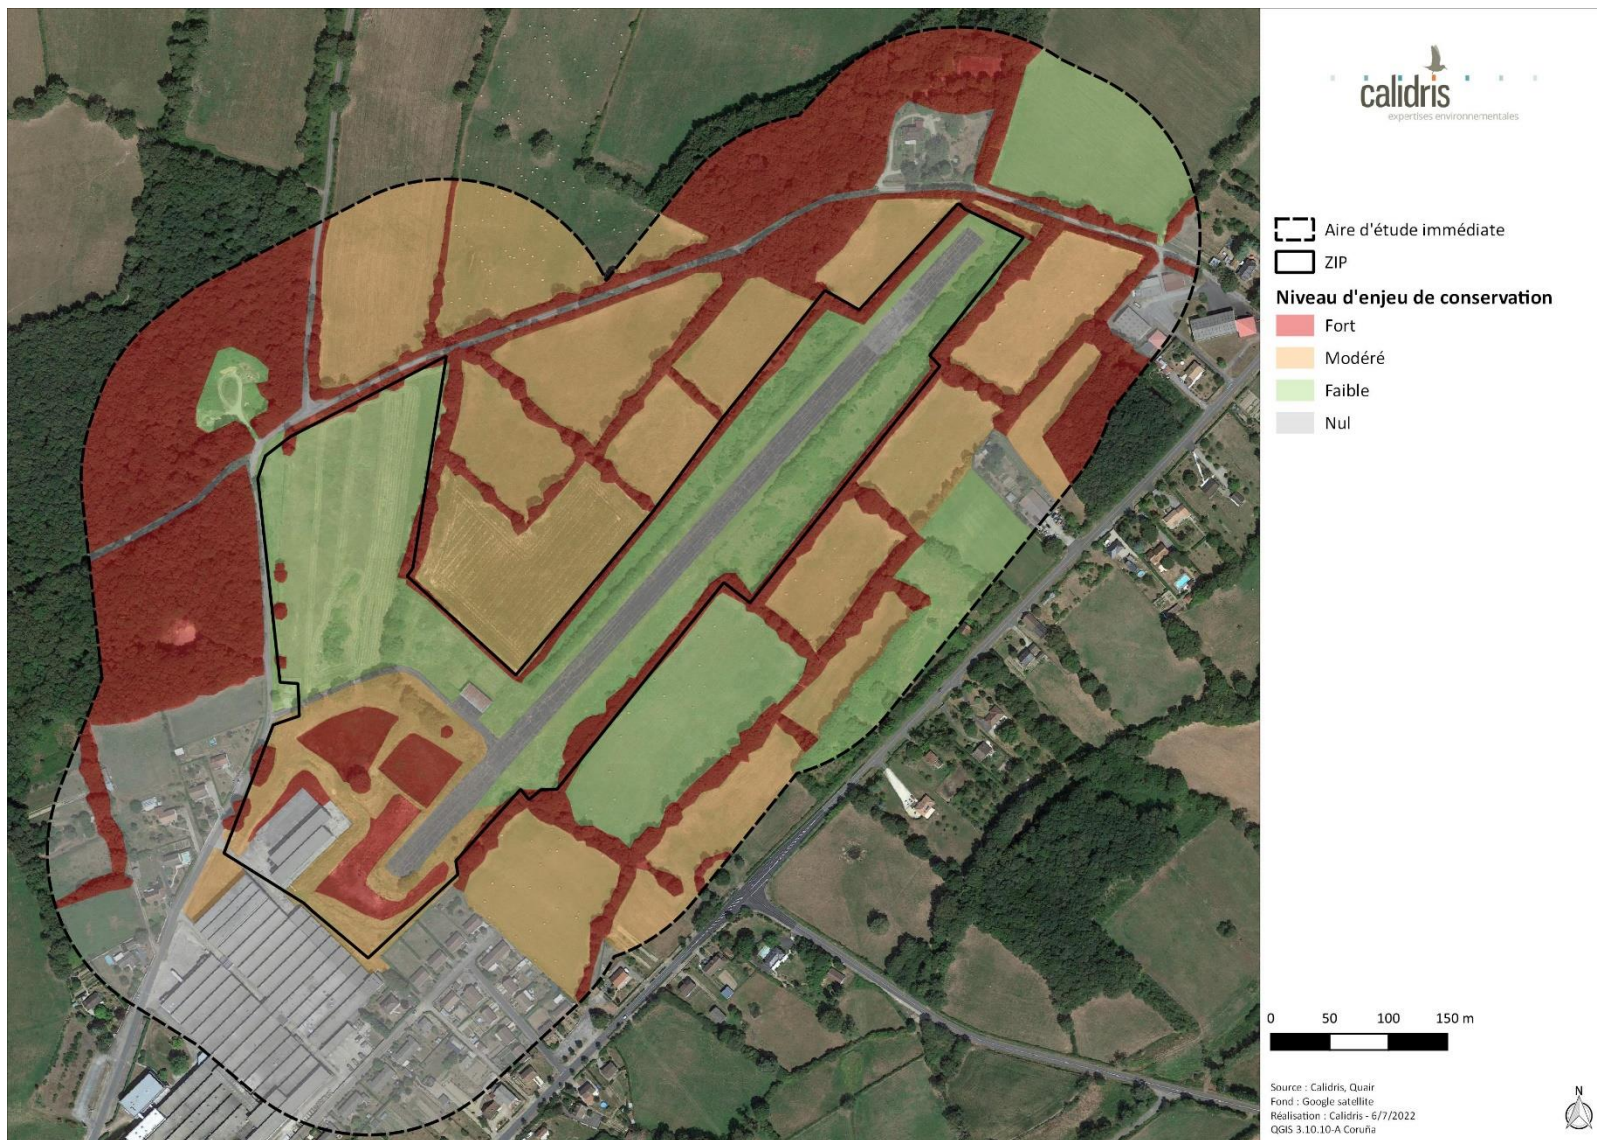 calidris
expertises environnementales
Aire d'étude immédiate
ZIP
Niveau d'enjeu de conservation
Fort
Modéré
Faible
Nul
0 50 100 150 m
Source : Calidris, Quair
Fond : Google satellite
Réalisation : Calidris - 6/7/2022
QGIS 3.10.10-A Coruña
N